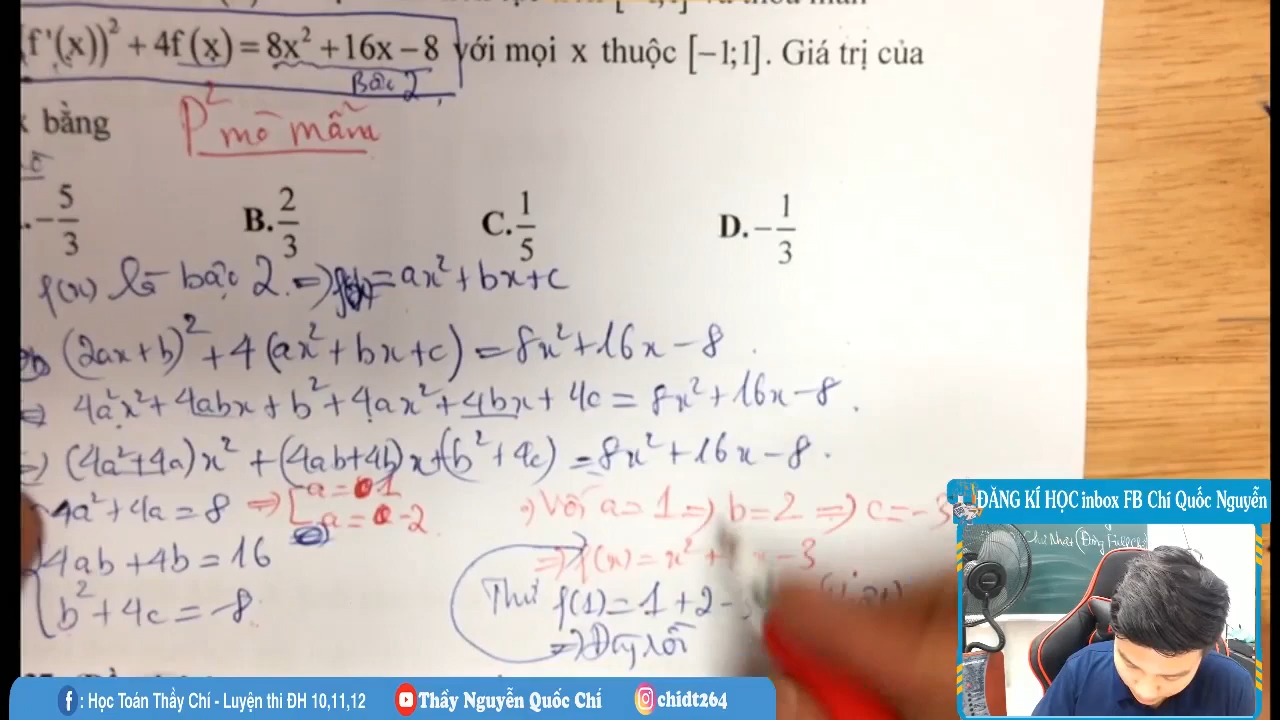 f'(x))² + 4f(x) = 8x² + 16x – 8 với mọi x thuộc [–1;1]. Giá trị của
Bậc 2
bằng
P² mò mẫm
–5/3 B. 2/3 C. 1/5 D. –1/3
f(x) là bậc 2 ⇒ f(x) = ax² + bx + c
(2ax + b)² + 4(ax² + bx + c) = 8x² + 16x – 8
⇒ 4a²x² + 4abx + b² + 4ax² + 4bx + 4c = 8x² + 16x – 8.
⇒ (4a² + 4a)x² + (4ab + 4b)x + (b² + 4c) = 8x² + 16x – 8.
4a² + 4a = 8 ⇒ [a = 1
a = -2
4ab + 4b = 16
b² + 4c = -8
⇒ Với a = 1 ⇒ b = 2 ⇒ c = -3
⇒ f(x) = x² + x – 3
Thử f(1) = 1 + 2 –
⇒ Đây rồi
ĐĂNG KÍ HỌC inbox FB Chí Quốc Nguyễn
: Học Toán Thầy Chí - Luyện thi ĐH 10,11,12
Thầy Nguyễn Quốc Chí
chidt264